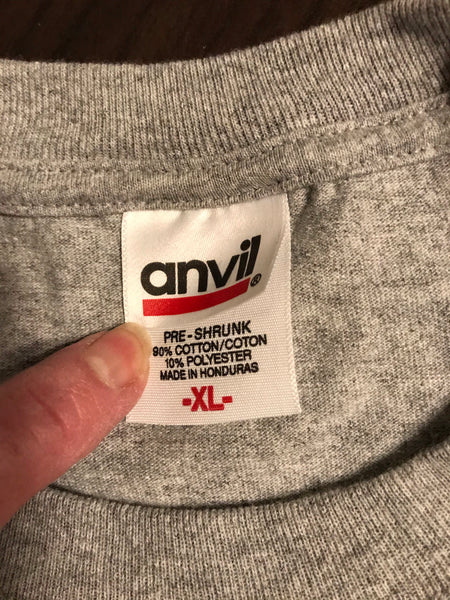 anvil®
PRE-SHRUNK
90% COTTON/COTON
10% POLYESTER
MADE IN HONDURAS
-XL-